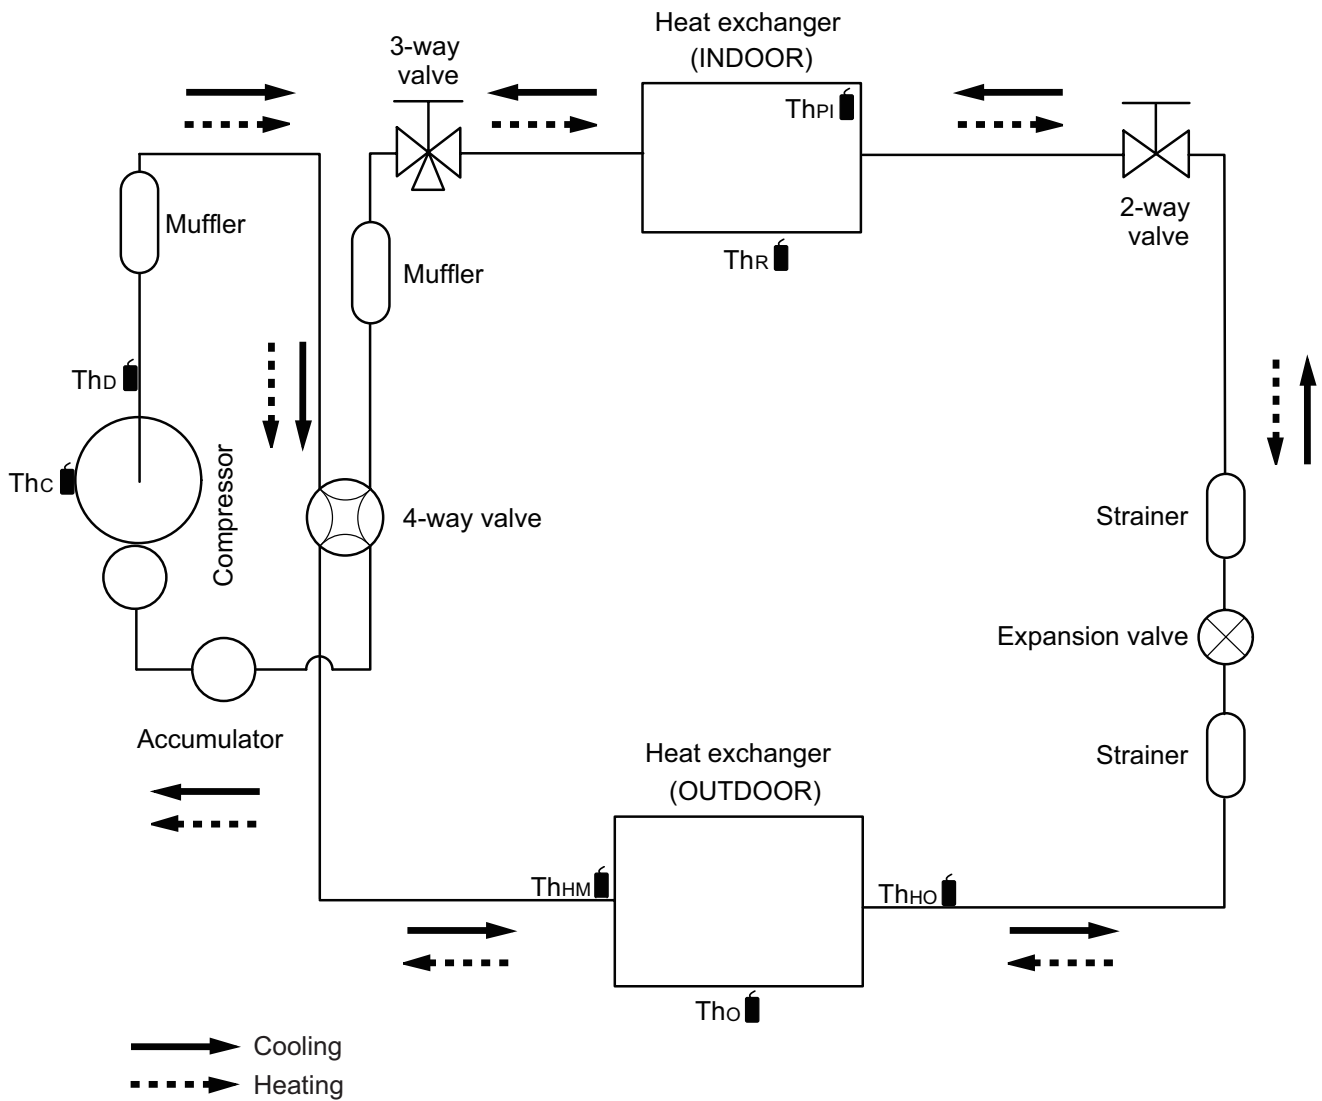 Heat exchanger
(INDOOR)
3-way
valve
ThPI
Muffler
2-way
valve
ThR
Muffler
ThD
ThC
Compressor
4-way valve
Strainer
Expansion valve
Accumulator
Strainer
Heat exchanger
(OUTDOOR)
ThHM
ThHO
ThO
Cooling
Heating